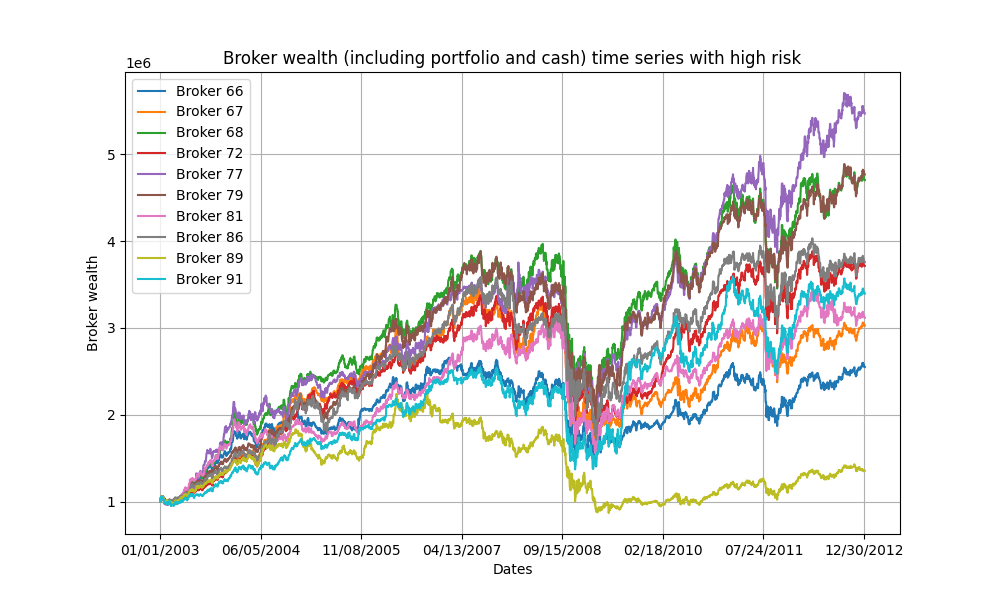 Broker wealth (including portfolio and cash) time series with high risk
1e6
Broker 66
Broker 67
Broker 68
Broker 72
Broker 77
Broker 79
Broker 81
Broker 86
Broker 89
Broker 91
5
4
3
2
1
Broker wealth
01/01/2003 06/05/2004 11/08/2005 04/13/2007 09/15/2008 02/18/2010 07/24/2011 12/30/2012
Dates